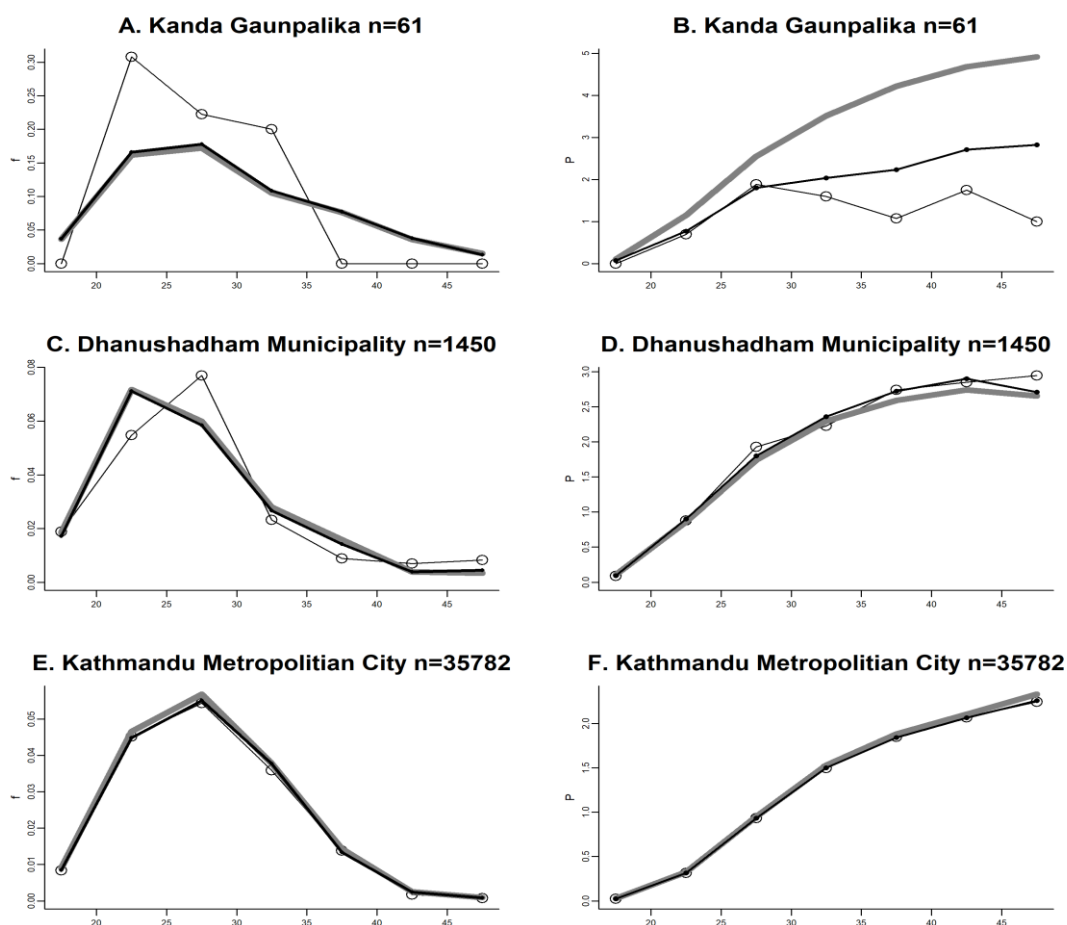 A. Kanda Gaunpalika n=61
f
0.00 0.05 0.10 0.15 0.20 0.25 0.30
20 25 30 35 40 45
B. Kanda Gaunpalika n=61
P
0 1 2 3 4 5
20 25 30 35 40 45
C. Dhanushadham Municipality n=1450
f
0.00 0.02 0.04 0.06 0.08
20 25 30 35 40 45
D. Dhanushadham Municipality n=1450
P
0.0 0.5 1.0 1.5 2.0 2.5 3.0
20 25 30 35 40 45
E. Kathmandu Metropolitian City n=35782
f
0.00 0.01 0.02 0.03 0.04 0.05
20 25 30 35 40 45
F. Kathmandu Metropolitian City n=35782
P
0.0 0.5 1.0 1.5 2.0
20 25 30 35 40 45